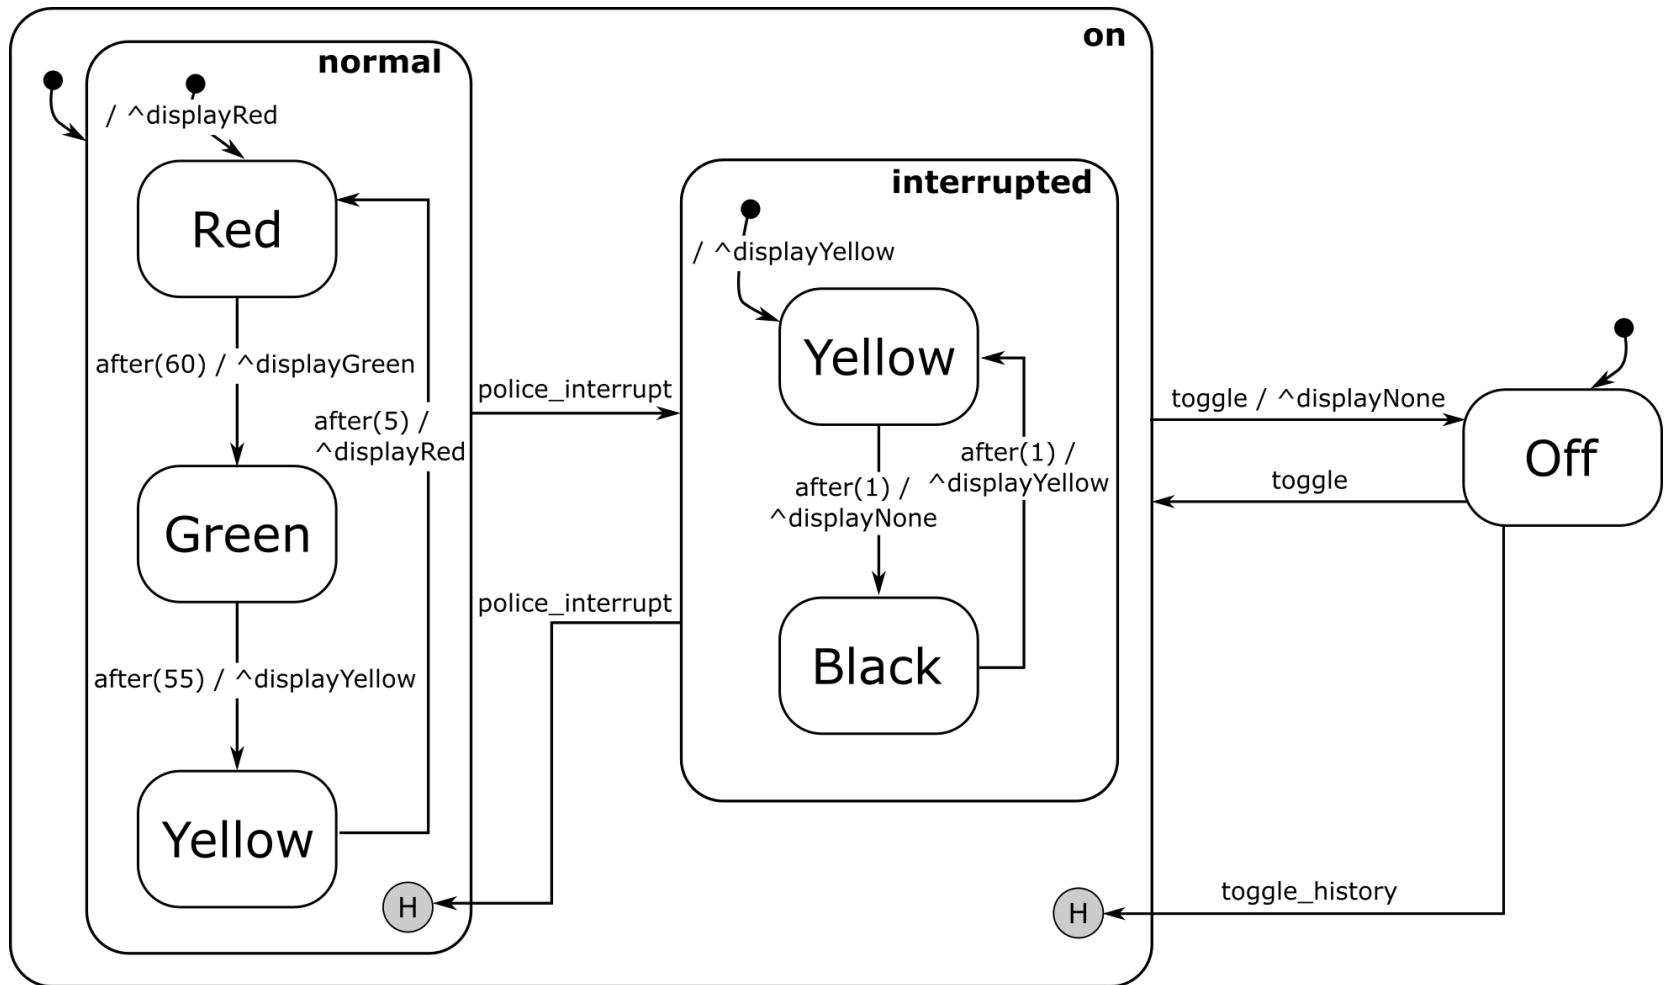 on
normal
/ ^displayRed
Red
after(60) / ^displayGreen
after(5) /
^displayRed
Green
after(55) / ^displayYellow
Yellow
H
police_interrupt
police_interrupt
interrupted
/ ^displayYellow
Yellow
after(1) /
^displayNone
after(1) /
^displayYellow
Black
H
toggle / ^displayNone
toggle
Off
toggle_history